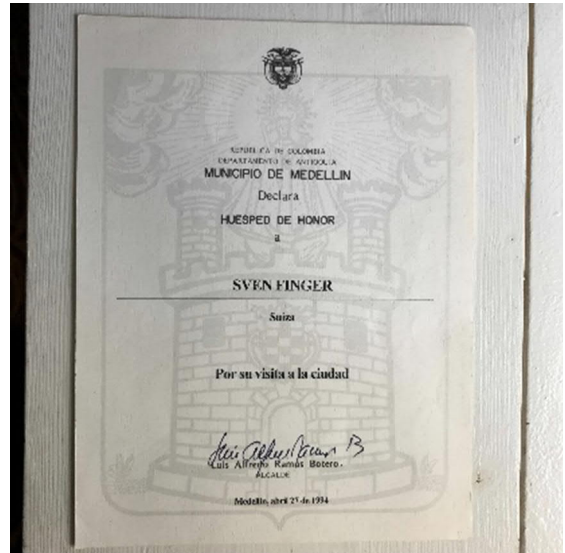 REPUBLICA DE COLOMBIA
DEPARTAMENTO DE ANTIOQUIA
MUNICIPIO DE MEDELLIN
Declara
HUESPED DE HONOR
a
SVEN FINGER
Suiza
Por su visita a la ciudad
Luis Alfredo Ramos Botero.
ALCALDE
Medellín, abril 27 de 1994